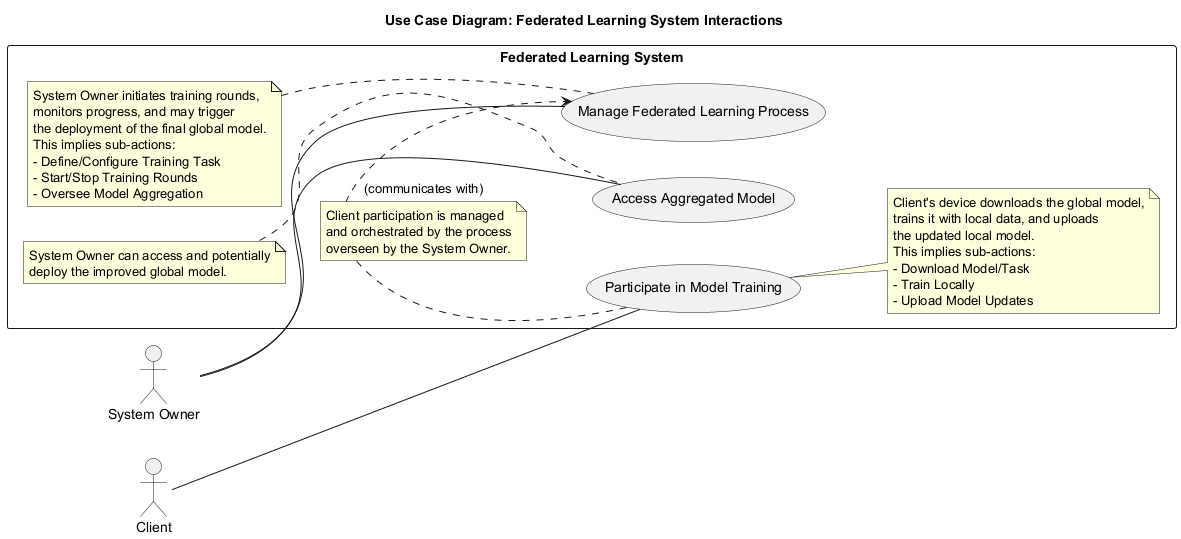 Use Case Diagram: Federated Learning System Interactions
Federated Learning System
System Owner initiates training rounds,
monitors progress, and may trigger
the deployment of the final global model.
This implies sub-actions:
- Define/Configure Training Task
- Start/Stop Training Rounds
- Oversee Model Aggregation
Manage Federated Learning Process
(communicates with)
Access Aggregated Model
Client participation is managed
and orchestrated by the process
overseen by the System Owner.
Client's device downloads the global model,
trains it with local data, and uploads
the updated local model.
This implies sub-actions:
- Download Model/Task
- Train Locally
- Upload Model Updates
System Owner can access and potentially
deploy the improved global model.
Participate in Model Training
System Owner
Client